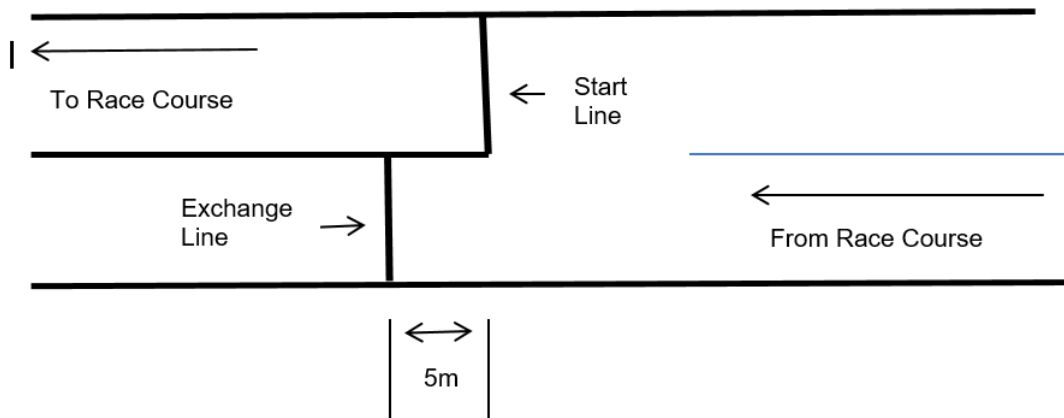 To Race Course
Start
Line
Exchange
Line
From Race Course
5m